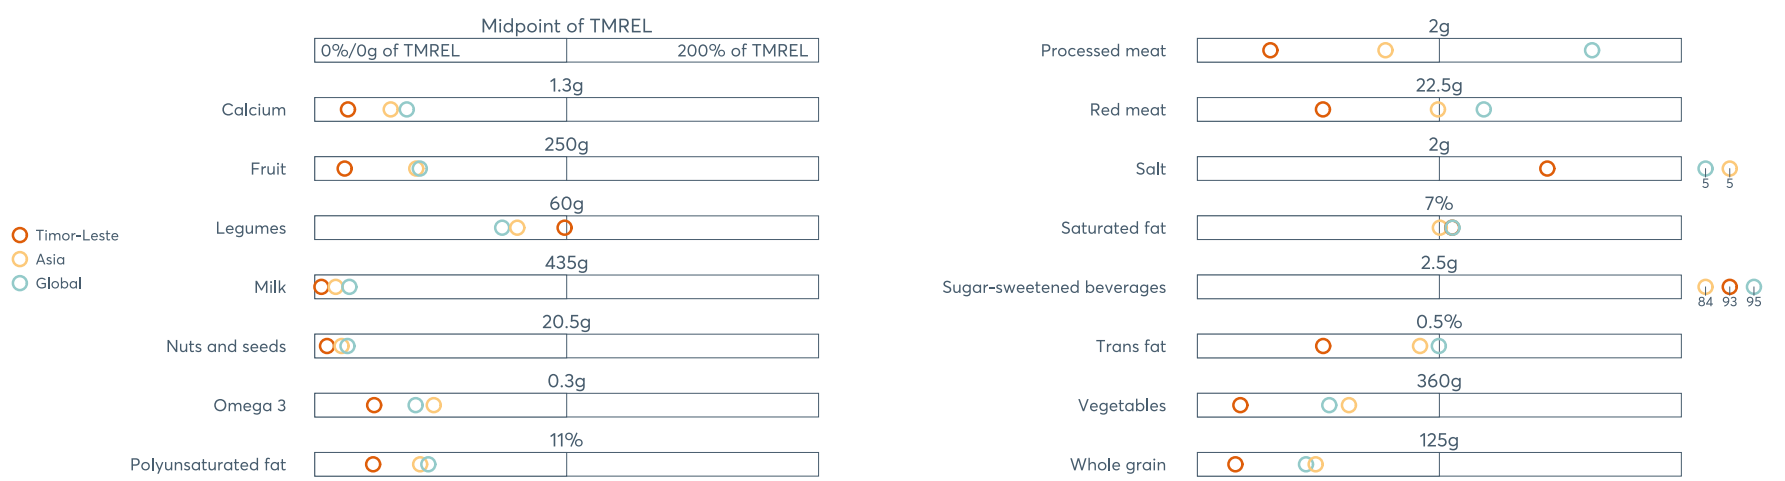 Midpoint of TMREL
0%/0g of TMREL
200% of TMREL
1.3g
Calcium
250g
Fruit
60g
Legumes
435g
Milk
20.5g
Nuts and seeds
0.3g
Omega 3
11%
Polyunsaturated fat
Timor-Leste
Asia
Global
2g
Processed meat
22.5g
Red meat
2g
Salt
5 5
7%
Saturated fat
2.5g
Sugar-sweetened beverages
84 93 95
0.5%
Trans fat
360g
Vegetables
125g
Whole grain